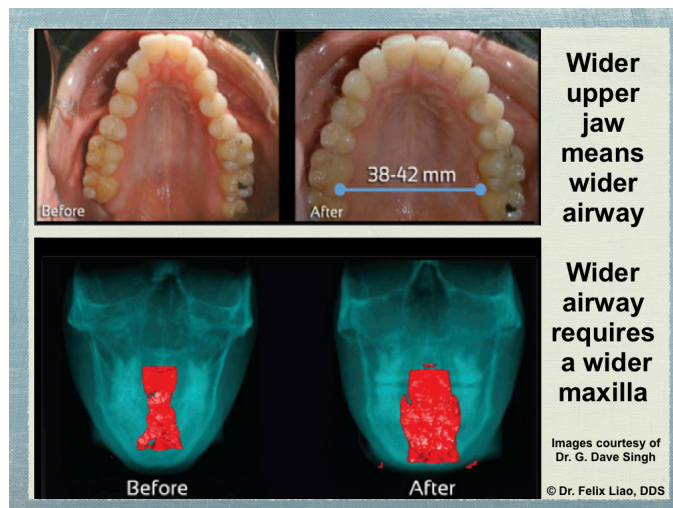 Before
After
38-42 mm
Wider
upper
jaw
means
wider
airway
Wider
airway
requires
a wider
maxilla
Before
After
Images courtesy of
Dr. G. Dave Singh
© Dr. Felix Liao, DDS